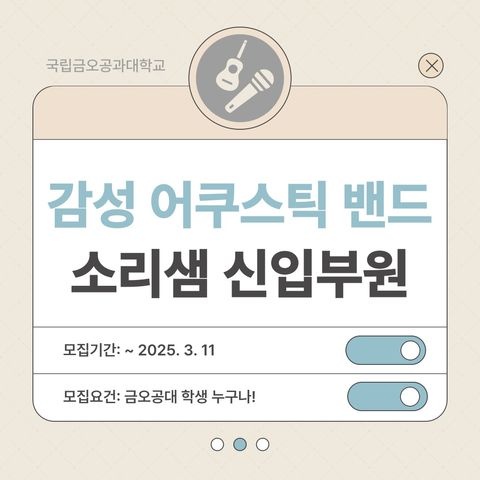 국립금오공과대학교
감성 어쿠스틱 밴드
소리샘 신입부원
모집기간: ~ 2025. 3. 11
모집요건: 금오공대 학생 누구나!